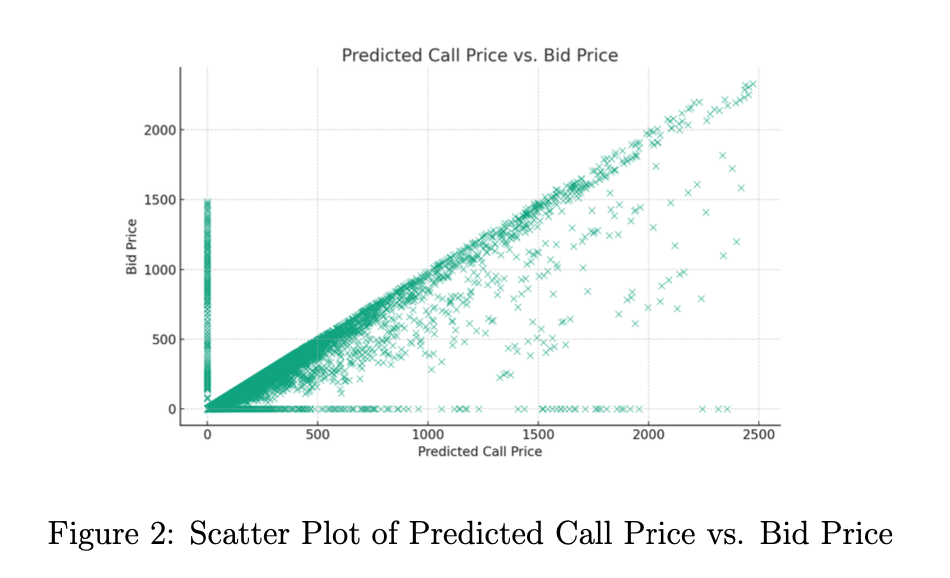 Predicted Call Price vs. Bid Price
2000
1500
1000
500
0
Bid Price
0 500 1000 1500 2000 2500
Predicted Call Price
Figure 2: Scatter Plot of Predicted Call Price vs. Bid Price